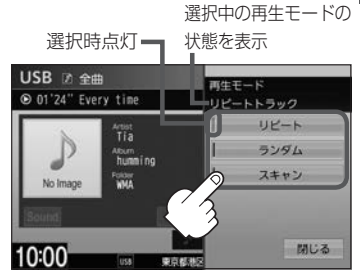 選択中の再生モードの
状態を表示
選択時点灯
USB 全曲
01'24" Every time
Artist
Tia
Album
humming
Folder
WMA
No Image
Sound
10:00
USB
東京都港区
再生モード
リピートトラック
リピート
ランダム
スキャン
閉じる